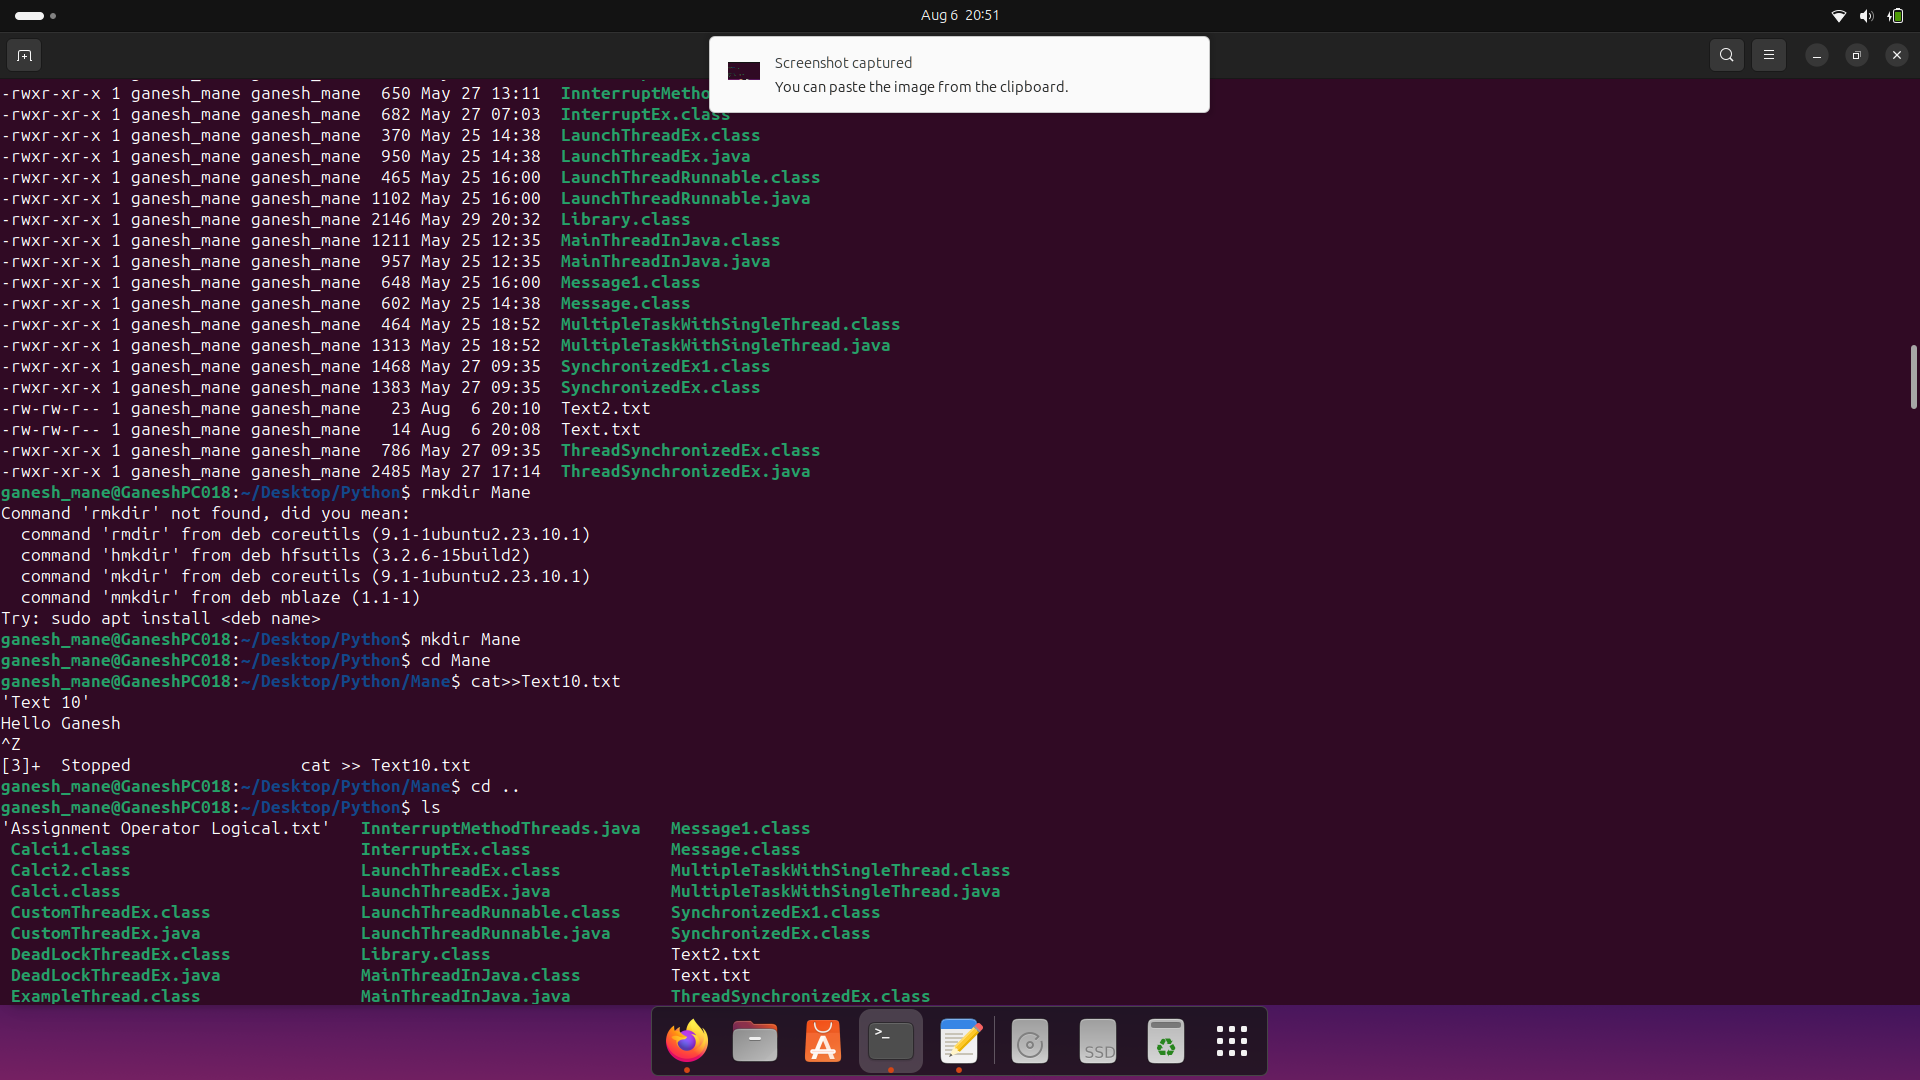 Aug 6 20:51
Screenshot captured
You can paste the image from the clipboard.
-rwxr-xr-x 1 ganesh_mane ganesh_mane  650 May 27 13:11  InnterruptMetho
-rwxr-xr-x 1 ganesh_mane ganesh_mane  682 May 27 07:03  InterruptEx.class
-rwxr-xr-x 1 ganesh_mane ganesh_mane  370 May 25 14:38  LaunchThreadEx.class
-rwxr-xr-x 1 ganesh_mane ganesh_mane  950 May 25 14:38  LaunchThreadEx.java
-rwxr-xr-x 1 ganesh_mane ganesh_mane  465 May 25 16:00  LaunchThreadRunnable.class
-rwxr-xr-x 1 ganesh_mane ganesh_mane 1102 May 25 16:00  LaunchThreadRunnable.java
-rwxr-xr-x 1 ganesh_mane ganesh_mane 2146 May 29 20:32  Library.class
-rwxr-xr-x 1 ganesh_mane ganesh_mane 1211 May 25 12:35  MainThreadInJava.class
-rwxr-xr-x 1 ganesh_mane ganesh_mane  957 May 25 12:35  MainThreadInJava.java
-rwxr-xr-x 1 ganesh_mane ganesh_mane  648 May 25 16:00  Message1.class
-rwxr-xr-x 1 ganesh_mane ganesh_mane  602 May 25 14:38  Message.class
-rwxr-xr-x 1 ganesh_mane ganesh_mane  464 May 25 18:52  MultipleTaskWithSingleThread.class
-rwxr-xr-x 1 ganesh_mane ganesh_mane 1313 May 25 18:52  MultipleTaskWithSingleThread.java
-rwxr-xr-x 1 ganesh_mane ganesh_mane 1468 May 27 09:35  SynchronizedEx1.class
-rwxr-xr-x 1 ganesh_mane ganesh_mane 1383 May 27 09:35  SynchronizedEx.class
-rw-rw-r-- 1 ganesh_mane ganesh_mane   23 Aug  6 20:10  Text2.txt
-rw-rw-r-- 1 ganesh_mane ganesh_mane   14 Aug  6 20:08  Text.txt
-rwxr-xr-x 1 ganesh_mane ganesh_mane  786 May 27 09:35  ThreadSynchronizedEx.class
-rwxr-xr-x 1 ganesh_mane ganesh_mane 2485 May 27 17:14  ThreadSynchronizedEx.java
ganesh_mane@GaneshPC018:~/Desktop/Python$ rmkdir Mane
Command 'rmkdir' not found, did you mean:
  command 'rmdir' from deb coreutils (9.1-1ubuntu2.23.10.1)
  command 'hmkdir' from deb hfsutils (3.2.6-15build2)
  command 'mkdir' from deb coreutils (9.1-1ubuntu2.23.10.1)
  command 'mmkdir' from deb mblaze (1.1-1)
Try: sudo apt install <deb name>
ganesh_mane@GaneshPC018:~/Desktop/Python$ mkdir Mane
ganesh_mane@GaneshPC018:~/Desktop/Python$ cd Mane
ganesh_mane@GaneshPC018:~/Desktop/Python/Mane$ cat>>Text10.txt
'Text 10'
Hello Ganesh
^Z
[3]+  Stopped                 cat >> Text10.txt
ganesh_mane@GaneshPC018:~/Desktop/Python/Mane$ cd ..
ganesh_mane@GaneshPC018:~/Desktop/Python$ ls
'Assignment Operator Logical.txt'   InnterruptMethodThreads.java   Message1.class
 Calci1.class                       InterruptEx.class              Message.class
 Calci2.class                       LaunchThreadEx.class           MultipleTaskWithSingleThread.class
 Calci.class                        LaunchThreadEx.java            MultipleTaskWithSingleThread.java
 CustomThreadEx.class               LaunchThreadRunnable.class     SynchronizedEx1.class
 CustomThreadEx.java                LaunchThreadRunnable.java      SynchronizedEx.class
 DeadLockThreadEx.class             Library.class                  Text2.txt
 DeadLockThreadEx.java              MainThreadInJava.class         Text.txt
 ExampleThread.class                MainThreadInJava.java          ThreadSynchronizedEx.class
>_
SSD